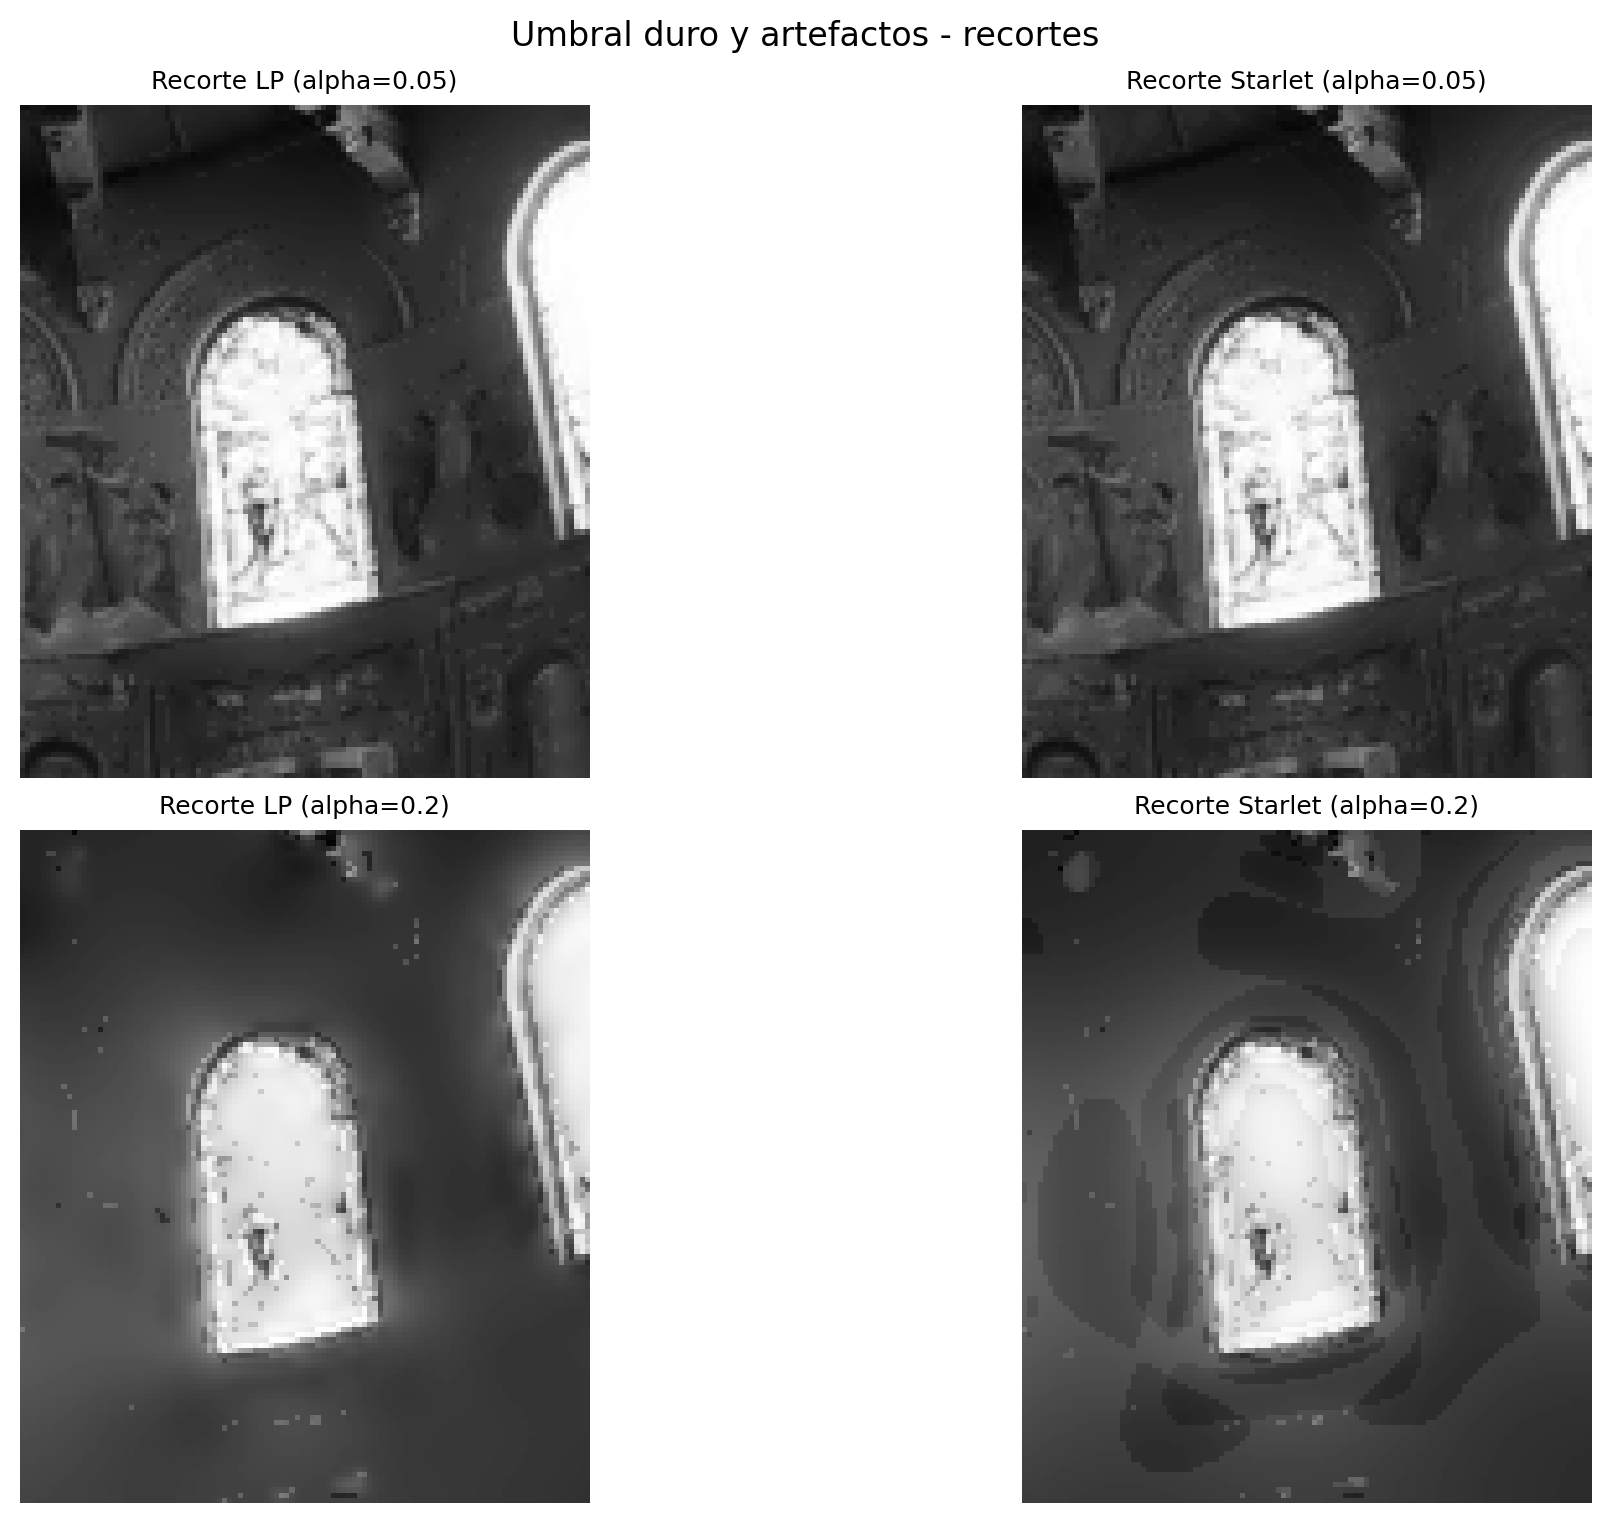 Umbral duro y artefactos - recortes
Recorte LP (alpha=0.05)
Recorte Starlet (alpha=0.05)
Recorte LP (alpha=0.2)
Recorte Starlet (alpha=0.2)